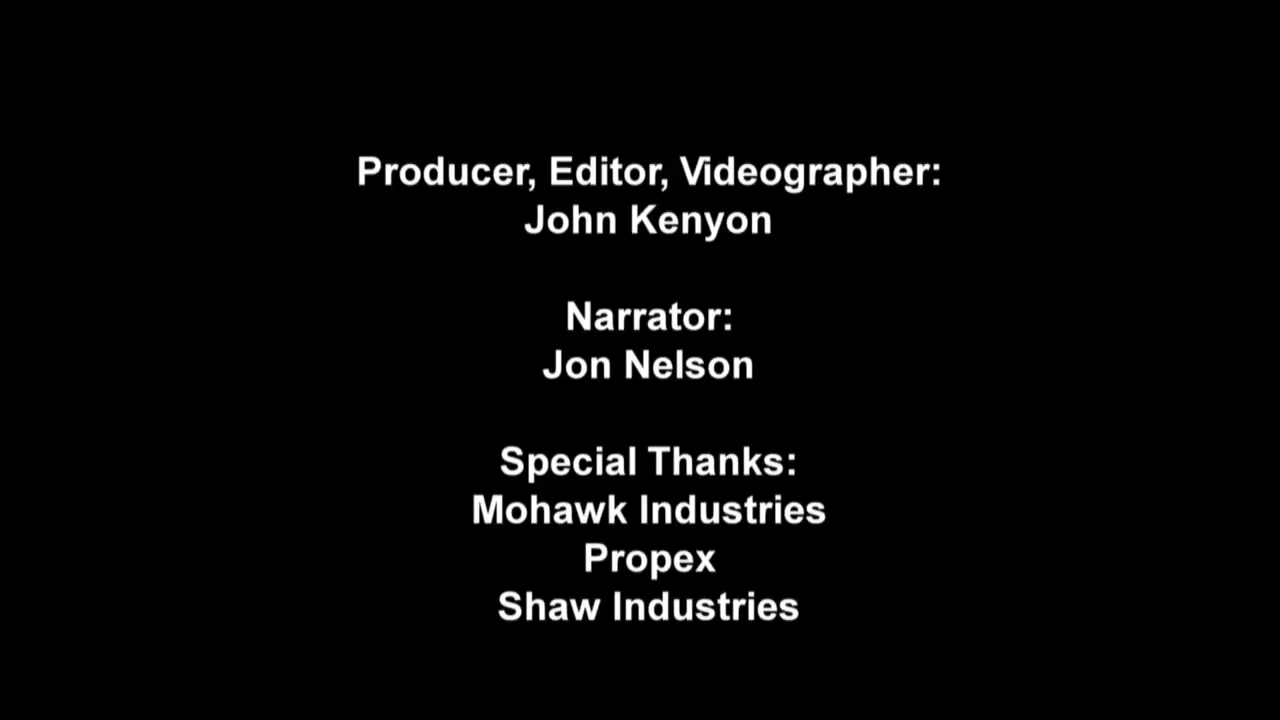 Producer, Editor, Videographer:
John Kenyon
Narrator:
Jon Nelson
Special Thanks:
Mohawk Industries
Propex
Shaw Industries